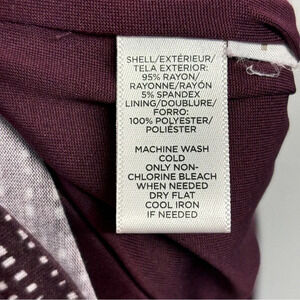 SHELL/EXTÉRIEUR/
TELA EXTERIOR:
95% RAYON/
RAYONNE/RAYÓN
5% SPANDEX
LINING/DOUBLURE/
FORRO:
100% POLYESTER/
POLIÉSTER
MACHINE WASH
COLD
ONLY NON-
CHLORINE BLEACH
WHEN NEEDED
DRY FLAT
COOL IRON
IF NEEDED